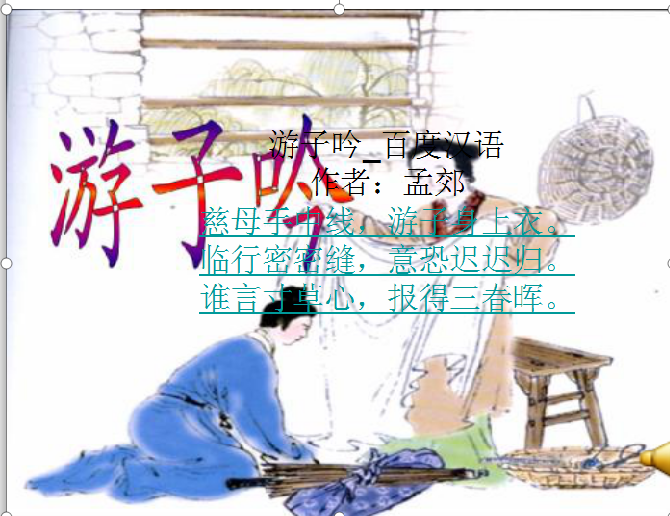 游子吟
游子吟_百度汉语
作者：孟郊
慈母手中线，游子身上衣。
临行密密缝，意恐迟迟归。
谁言寸草心，报得三春晖。